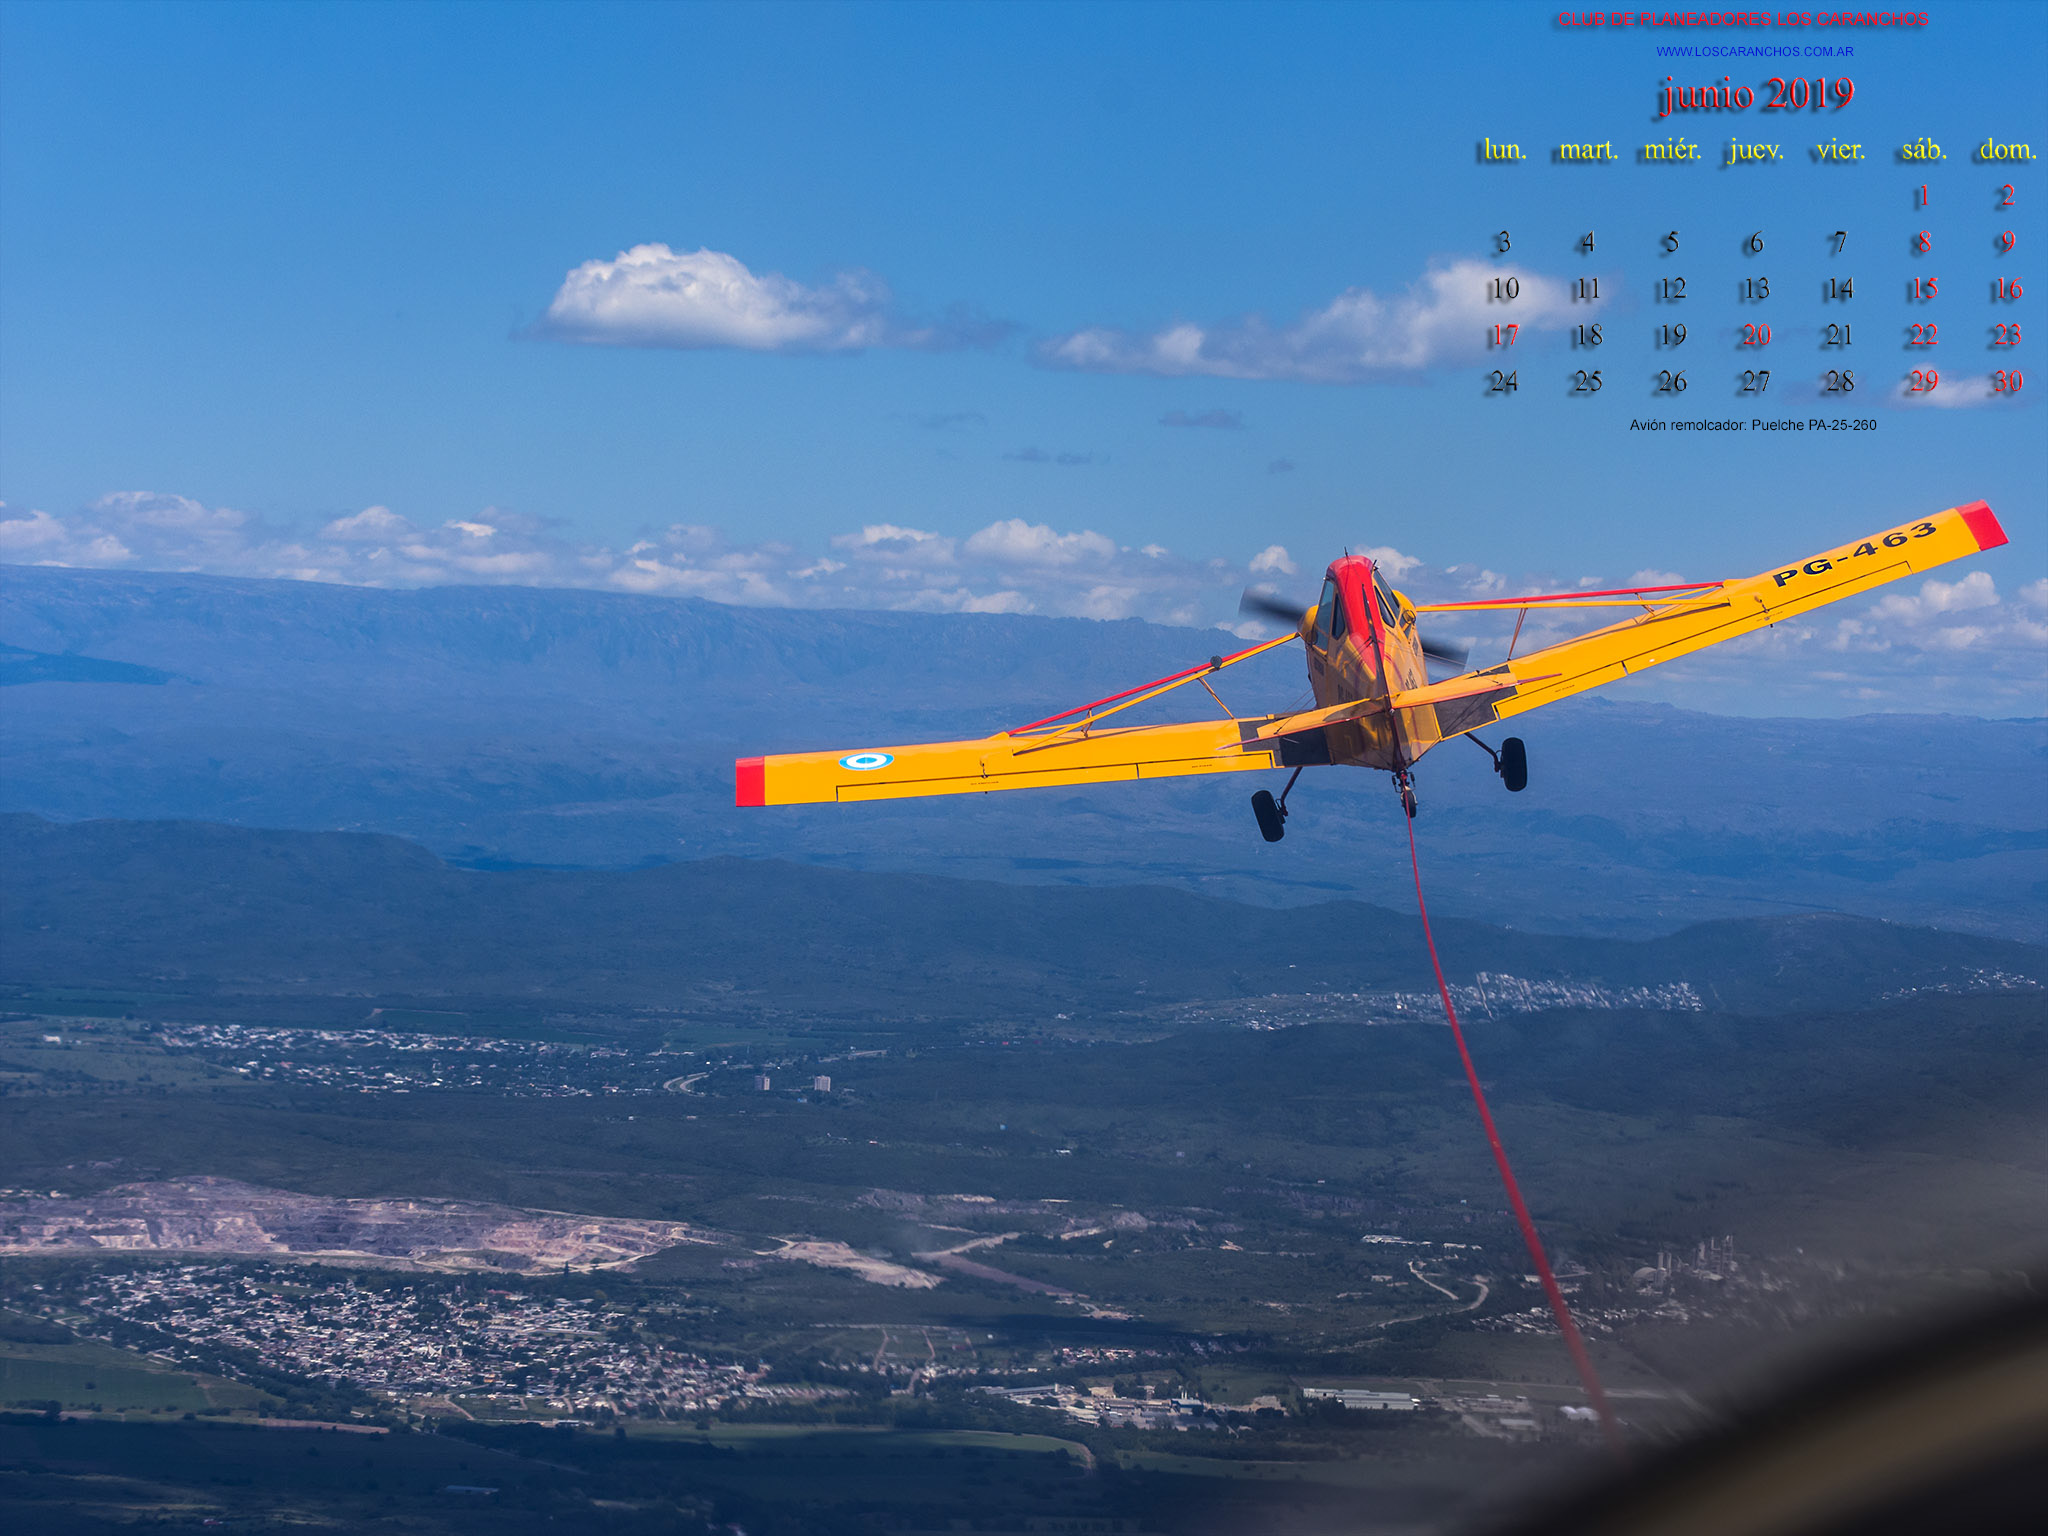 CLUB DE PLANEADORES LOS CARANCHOS
WWW.LOSCARANCHOS.COM.AR
junio 2019
lun. mart. miér. juev. vier. sáb. dom.
1 2
3 4 5 6 7 8 9
10 11 12 13 14 15 16
17 18 19 20 21 22 23
24 25 26 27 28 29 30
Avión remolcador: Puelche PA-25-260
PG-463